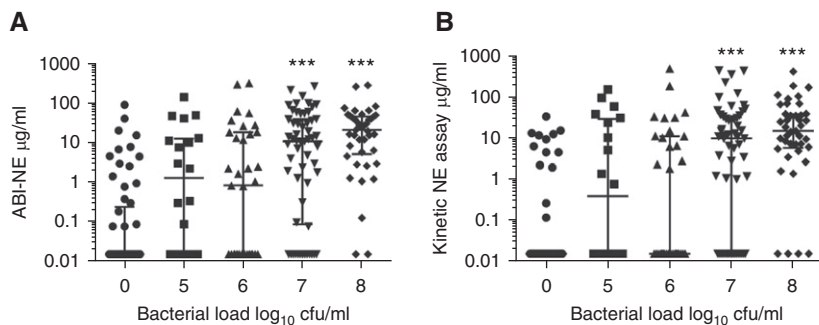 A
B
*** ***
*** ***
ABI-NE μg/ml
1000
100
10
1
0.1
0.01
0 5 6 7 8
Bacterial load log10 cfu/ml
Kinetic NE assay μg/ml
1000
100
10
1
0.1
0.01
0 5 6 7 8
Bacterial load log10 cfu/ml